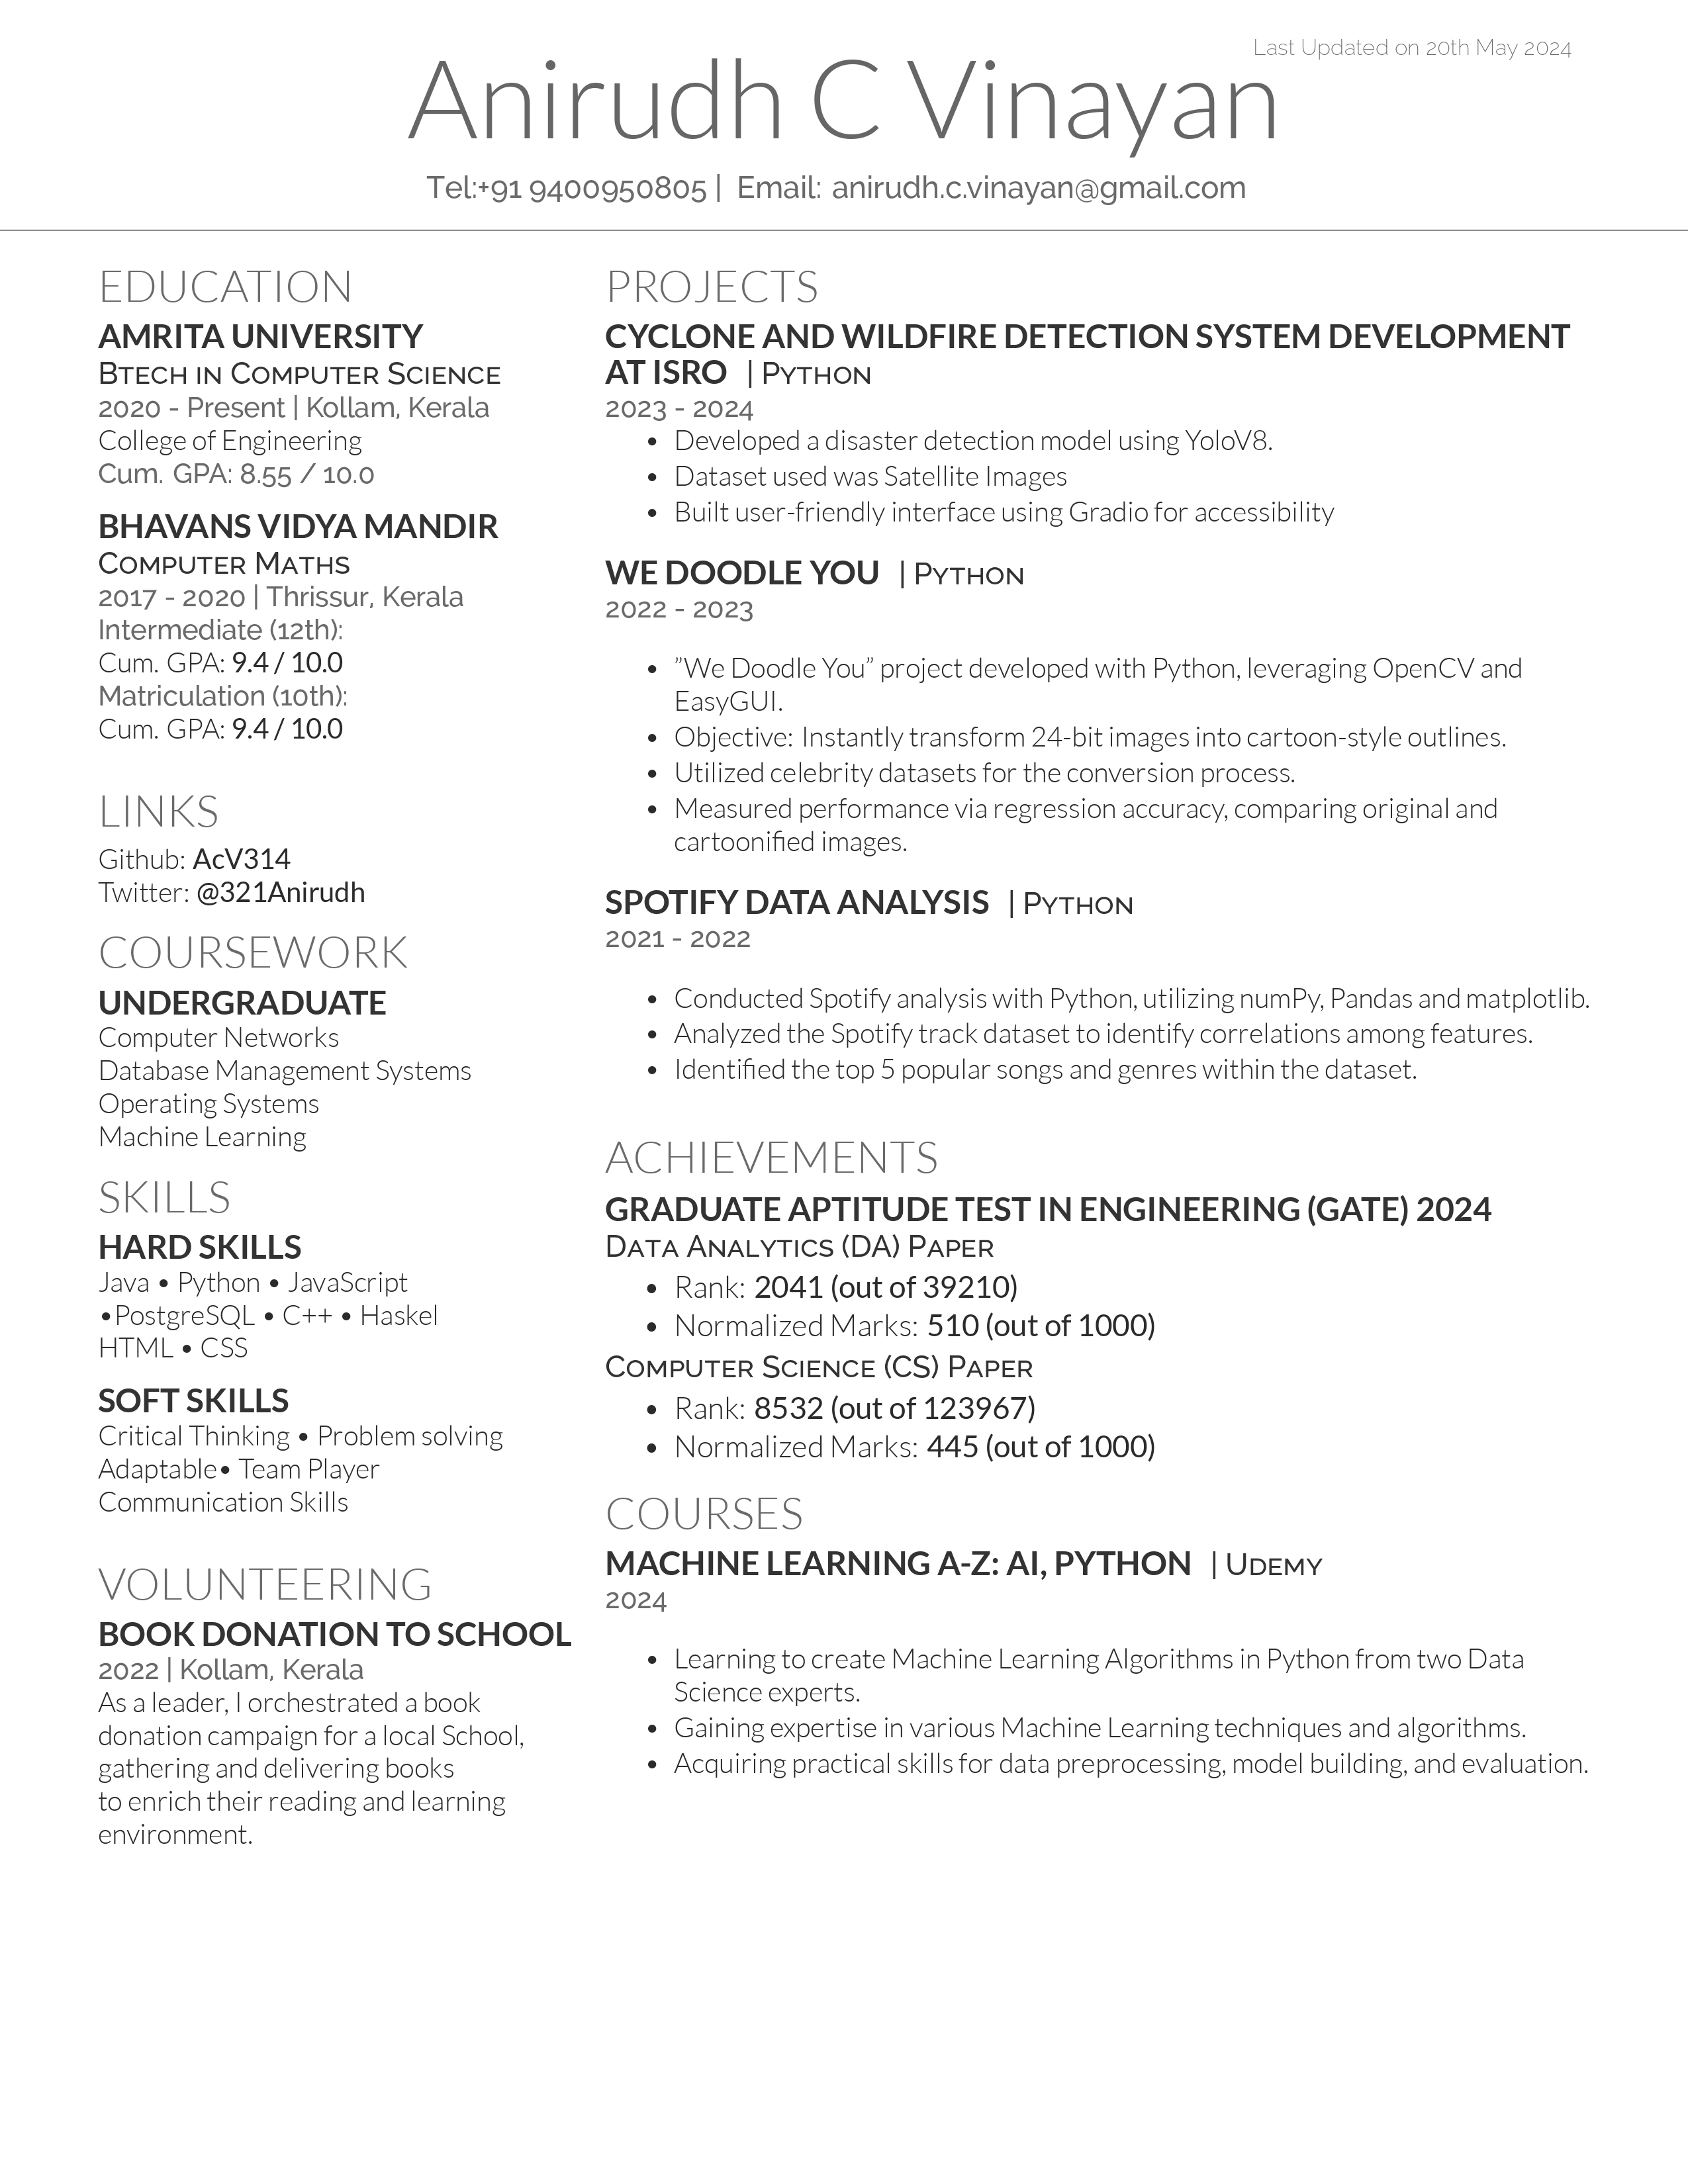 Last Updated on 20th May 2024
Anirudh C Vinayan
Tel:+91 9400950805 | Email: anirudh.c.vinayan@gmail.com
EDUCATION
AMRITA UNIVERSITY
Btech in Computer Science
2020 - Present | Kollam, Kerala
College of Engineering
Cum. GPA: 8.55 / 10.0
BHAVANS VIDYA MANDIR
Computer Maths
2017 - 2020 | Thrissur, Kerala
Intermediate (12th):
Cum. GPA: 9.4 / 10.0
Matriculation (10th):
Cum. GPA: 9.4 / 10.0
LINKS
Github: AcV314
Twitter: @321Anirudh
COURSEWORK
UNDERGRADUATE
Computer Networks
Database Management Systems
Operating Systems
Machine Learning
SKILLS
HARD SKILLS
Java • Python • JavaScript
•PostgreSQL • C++ • Haskel
HTML • CSS
SOFT SKILLS
Critical Thinking • Problem solving
Adaptable• Team Player
Communication Skills
VOLUNTEERING
BOOK DONATION TO SCHOOL
2022 | Kollam, Kerala
As a leader, I orchestrated a book
donation campaign for a local School,
gathering and delivering books
to enrich their reading and learning
environment.
PROJECTS
CYCLONE AND WILDFIRE DETECTION SYSTEM DEVELOPMENT
AT ISRO | Python
2023 - 2024
• Developed a disaster detection model using YoloV8.
• Dataset used was Satellite Images
• Built user-friendly interface using Gradio for accessibility
WE DOODLE YOU | Python
2022 - 2023
• ”We Doodle You” project developed with Python, leveraging OpenCV and
EasyGUI.
• Objective: Instantly transform 24-bit images into cartoon-style outlines.
• Utilized celebrity datasets for the conversion process.
• Measured performance via regression accuracy, comparing original and
cartoonified images.
SPOTIFY DATA ANALYSIS | Python
2021 - 2022
• Conducted Spotify analysis with Python, utilizing numPy, Pandas and matplotlib.
• Analyzed the Spotify track dataset to identify correlations among features.
• Identified the top 5 popular songs and genres within the dataset.
ACHIEVEMENTS
GRADUATE APTITUDE TEST IN ENGINEERING (GATE) 2024
Data Analytics (DA) Paper
• Rank: 2041 (out of 39210)
• Normalized Marks: 510 (out of 1000)
Computer Science (CS) Paper
• Rank: 8532 (out of 123967)
• Normalized Marks: 445 (out of 1000)
COURSES
MACHINE LEARNING A-Z: AI, PYTHON | Udemy
2024
• Learning to create Machine Learning Algorithms in Python from two Data
Science experts.
• Gaining expertise in various Machine Learning techniques and algorithms.
• Acquiring practical skills for data preprocessing, model building, and evaluation.